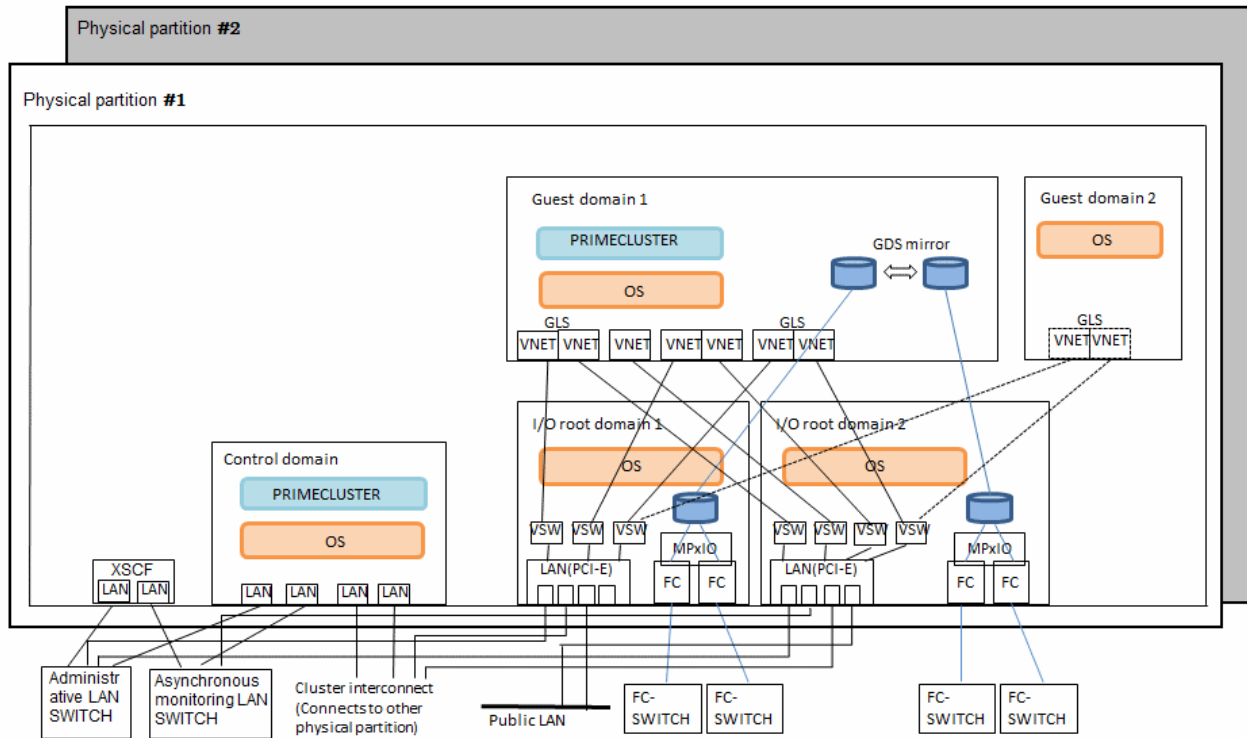 Physical partition #2
Physical partition #1
Guest domain 1
Guest domain 2
PRIMECLUSTER
OS
GDS mirror
OS
GLS
GLS
GLS
VNET VNET VNET VNET VNET VNET VNET
VNET VNET
I/O root domain 1
I/O root domain 2
OS
OS
Control domain
PRIMECLUSTER
OS
VSW VSW VSW
VSW VSW VSW VSW
MPxIO
MPxIO
LAN(PCI-E)
FC FC
LAN(PCI-E)
FC FC
XSCF
LAN LAN
LAN LAN LAN LAN
Administr
ative LAN
SWITCH
Asynchronous
monitoring LAN
SWITCH
Cluster interconnect
(Connects to other
physical partition)
Public LAN
FC-
SWITCH
FC-
SWITCH
FC-
SWITCH
FC-
SWITCH